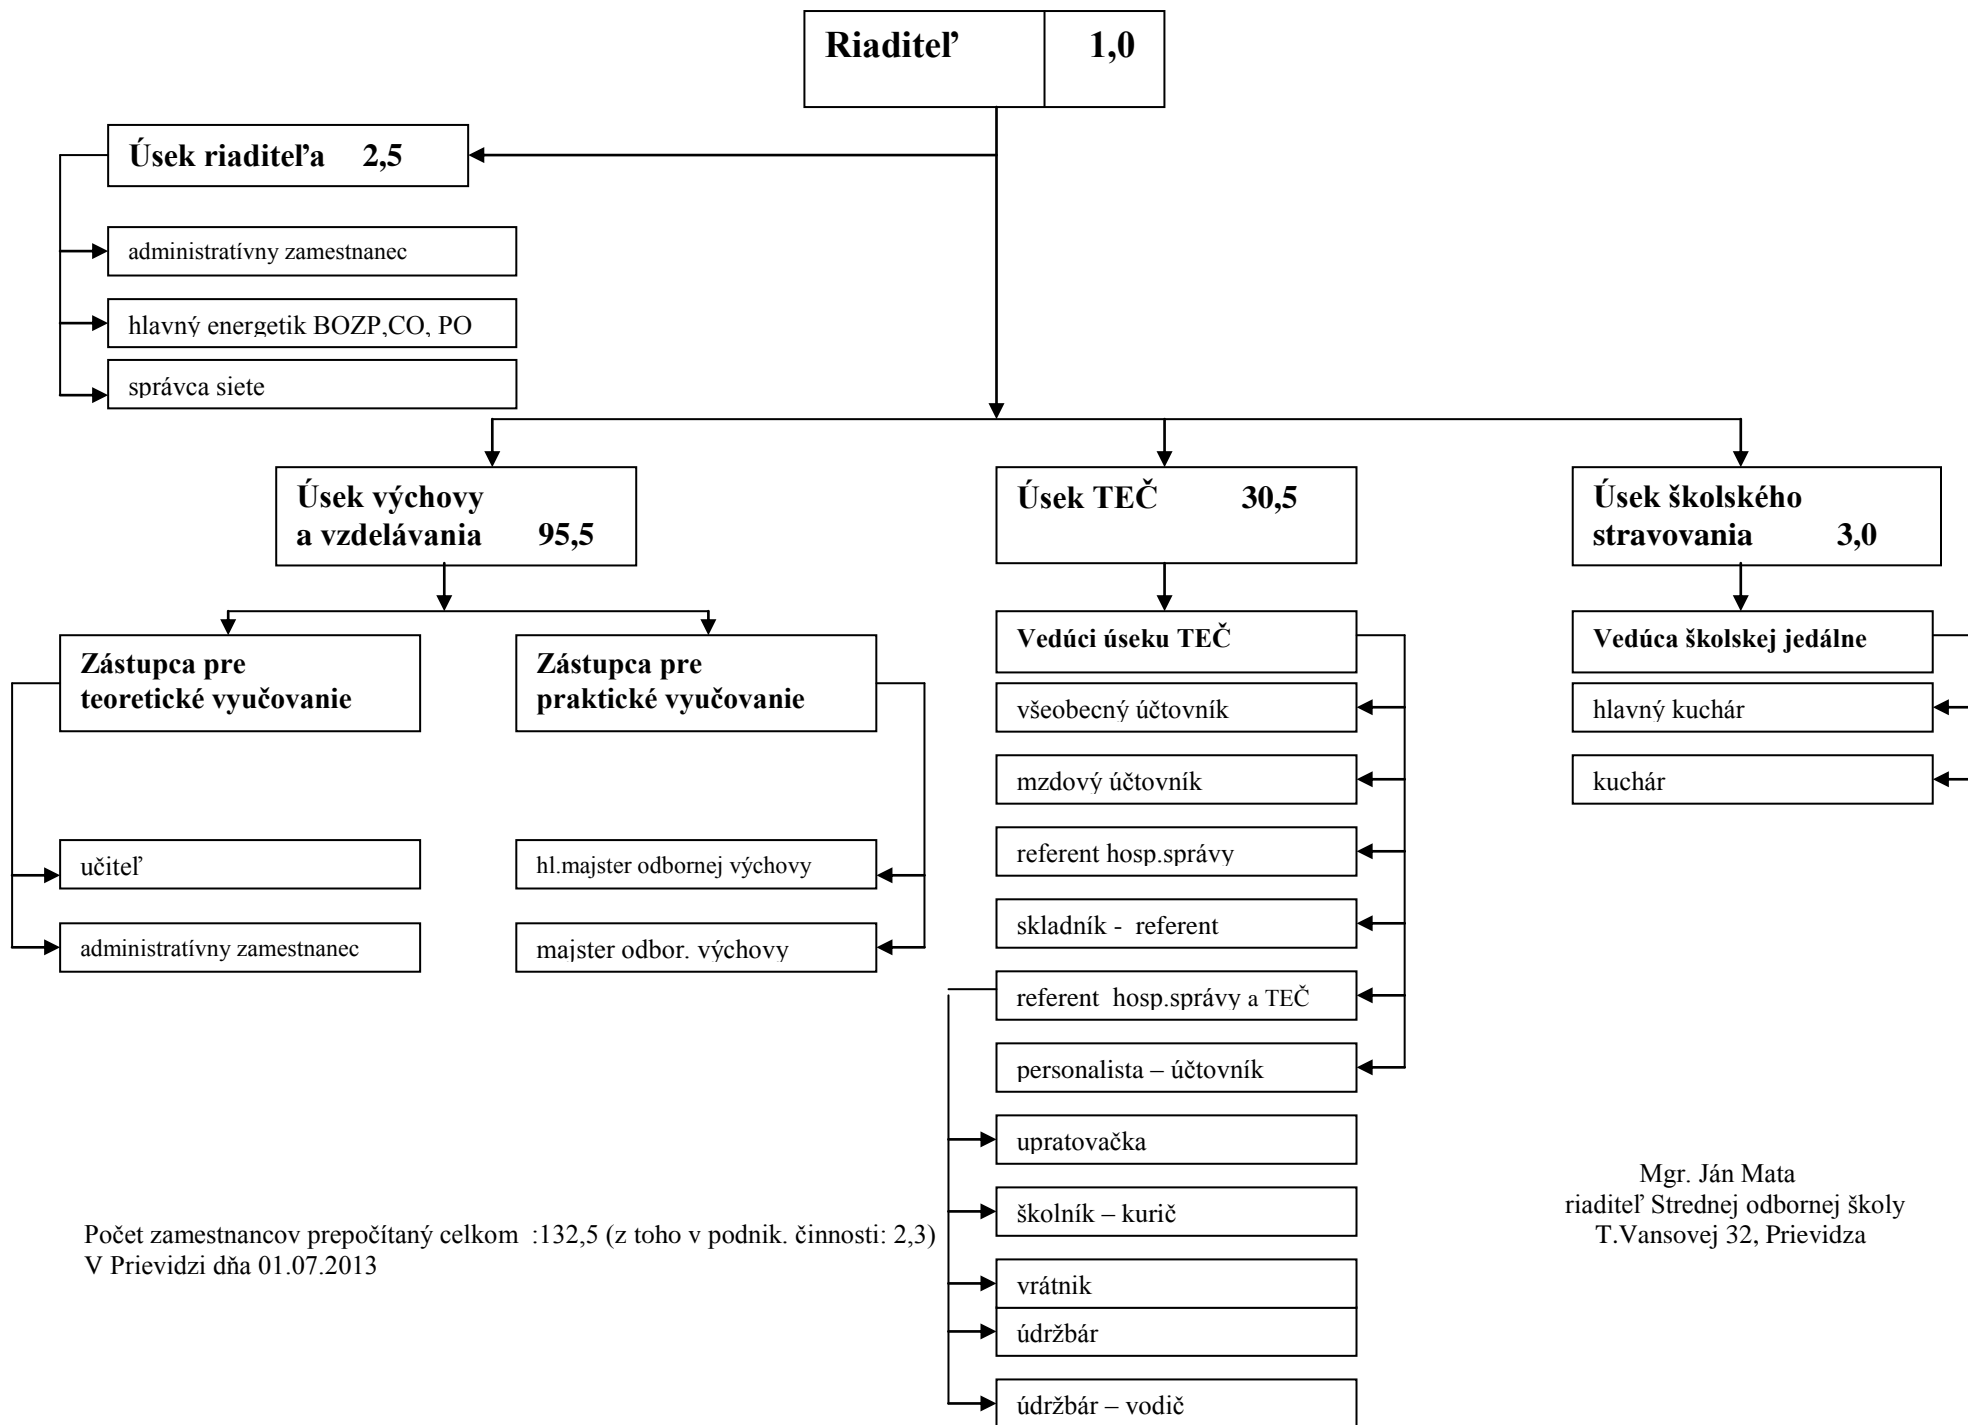 Riaditeľ 1,0
Úsek riaditeľa 2,5
administratívny zamestnanec
hlavný energetik BOZP,CO, PO
správca siete
Úsek výchovy
a vzdelávania 95,5
Úsek TEČ 30,5
Úsek školského
stravovania 3,0
Zástupca pre
teoretické vyučovanie
učiteľ
administratívny zamestnanec
Zástupca pre
praktické vyučovanie
hl.majster odbornej výchovy
majster odbor. výchovy
Vedúci úseku TEČ
všeobecný účtovník
mzdový účtovník
referent hosp.správy
skladník - referent
referent hosp.správy a TEČ
personalista – účtovník
upratovačka
školník – kurič
vrátnik
údržbár
údržbár – vodič
Vedúca školskej jedálne
hlavný kuchár
kuchár
Počet zamestnancov prepočítaný celkom :132,5 (z toho v podnik. činnosti: 2,3)
V Prievidzi dňa 01.07.2013
Mgr. Ján Mata
riaditeľ Strednej odbornej školy
T.Vansovej 32, Prievidza